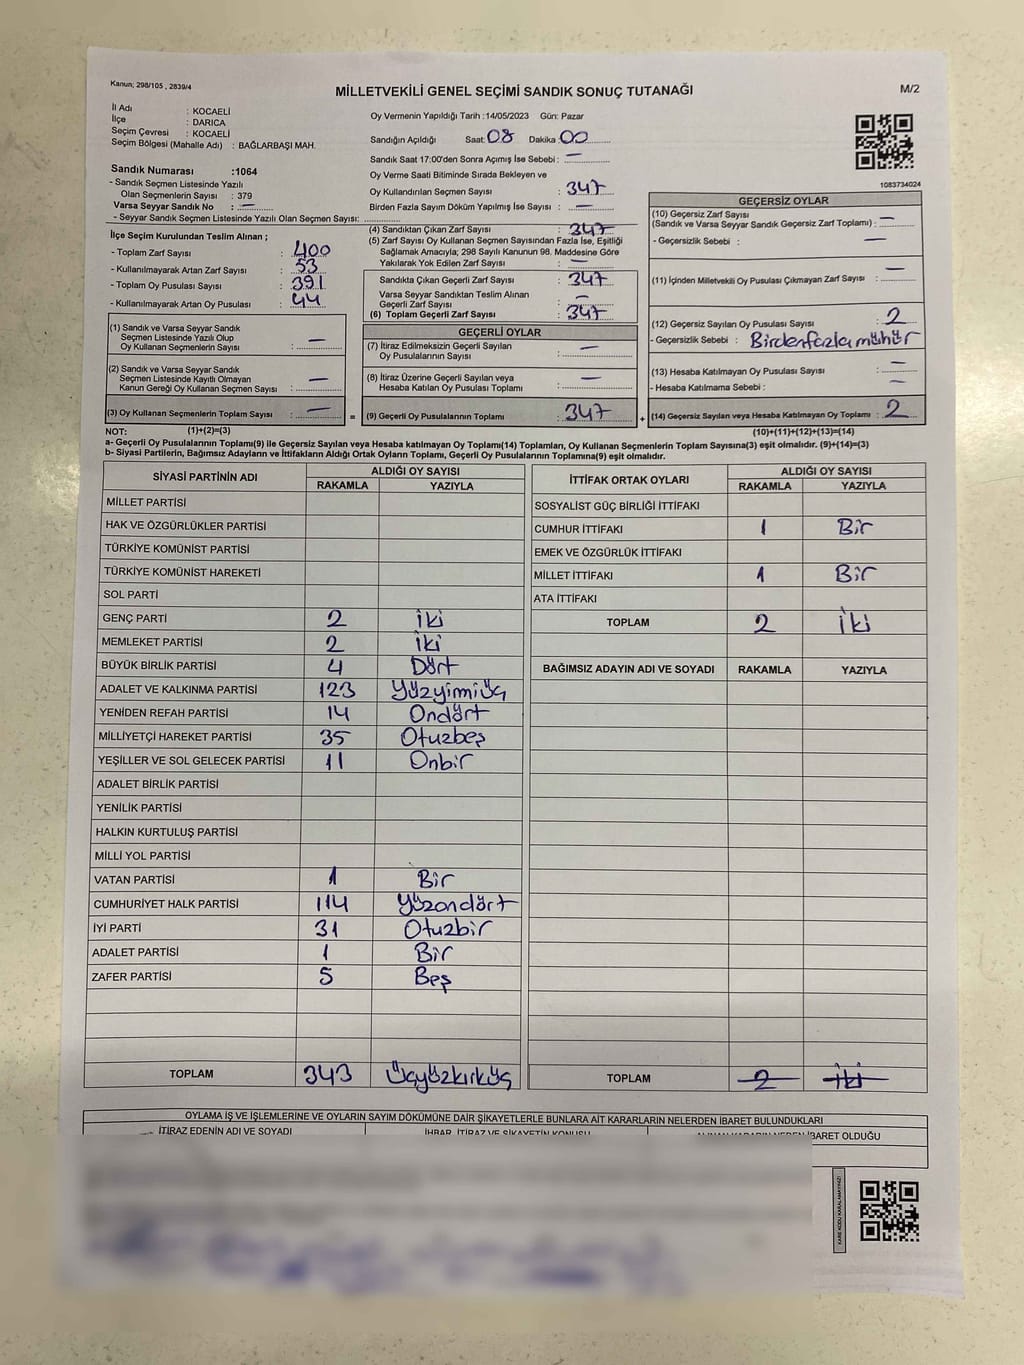 Kanun; 298/105 , 2839/4
MİLLETVEKİLİ GENEL SEÇİMİ SANDIK SONUÇ TUTANAĞI
M/2
İl Adı : KOCAELİ
İlçe : DARICA
Seçim Çevresi : KOCAELİ
Seçim Bölgesi (Mahalle Adı) : BAĞLARBAŞI MAH.
Sandık Numarası :1064
- Sandık Seçmen Listesinde Yazılı
Olan Seçmenlerin Sayısı : 379
Varsa Seyyar Sandık No : —
- Seyyar Sandık Seçmen Listesinde Yazılı Olan Seçmen Sayısı:
Oy Vermenin Yapıldığı Tarih :14/05/2023 Gün: Pazar
Sandığın Açıldığı Saat: 08 Dakika 00
Sandık Saat 17:00'den Sonra Açımış İse Sebebi : —
Oy Verme Saati Bitiminde Sırada Bekleyen ve
Oy Kullandırılan Seçmen Sayısı : 347
Birden Fazla Sayım Döküm Yapılmış İse Sayısı : —
1083734024
İlçe Seçim Kurulundan Teslim Alınan ;
- Toplam Zarf Sayısı : 400
- Kullanılmayarak Artan Zarf Sayısı : 53
- Toplam Oy Pusulası Sayısı : 391
- Kullanılmayarak Artan Oy Pusulası : 44
(4) Sandıktan Çıkan Zarf Sayısı : 347
(5) Zarf Sayısı Oy Kullanan Seçmen Sayısından Fazla İse, Eşitliği
Sağlamak Amacıyla; 298 Sayılı Kanunun 98. Maddesine Göre
Yakılarak Yok Edilen Zarf Sayısı : —
Sandıkta Çıkan Geçerli Zarf Sayısı : 347
Varsa Seyyar Sandıktan Teslim Alınan
Geçerli Zarf Sayısı : —
(6) Toplam Geçerli Zarf Sayısı : 347
GEÇERSİZ OYLAR
(10) Geçersiz Zarf Sayısı
(Sandık ve Varsa Seyyar Sandık Geçersiz Zarf Toplamı) : —
- Geçersizlik Sebebi : —
(11) İçinden Milletvekili Oy Pusulası Çıkmayan Zarf Sayısı : —
(12) Geçersiz Sayılan Oy Pusulası Sayısı : 2
- Geçersizlik Sebebi : Birdenfazla mühür
(13) Hesaba Katılmayan Oy Pusulası Sayısı : —
- Hesaba Katılmama Sebebi : —
(14) Geçersiz Sayılan veya Hesaba Katılmayan Oy Toplamı : 2
(1) Sandık ve Varsa Seyyar Sandık
Seçmen Listesinde Yazılı Olup
Oy Kullanan Seçmenlerin Sayısı : —
(2) Sandık ve Varsa Seyyar Sandık
Seçmen Listesinde Kayıtlı Olmayan
Kanun Gereği Oy Kullanan Seçmen Sayısı : —
(3) Oy Kullanan Seçmenlerin Toplam Sayısı : — =
GEÇERLİ OYLAR
(7) İtiraz Edilmeksizin Geçerli Sayılan
Oy Pusulalarının Sayısı : —
(8) İtiraz Üzerine Geçerli Sayılan veya
Hesaba Katılan Oy Pusulası Toplamı : —
(9) Geçerli Oy Pusulalarının Toplamı : 347 +
NOT: (1)+(2)=(3) (10)+(11)+(12)+(13)=(14)
a- Geçerli Oy Pusulalarının Toplamı(9) ile Geçersiz Sayılan veya Hesaba katılmayan Oy Toplamı(14) Toplamları, Oy Kullanan Seçmenlerin Toplam Sayısına(3) eşit olmalıdır. (9)+(14)=(3)
b- Siyasi Partilerin, Bağımsız Adayların ve İttifakların Aldığı Ortak Oyların Toplamı, Geçerli Oy Pusulalarının Toplamına(9) eşit olmalıdır.
SİYASİ PARTİNİN ADI ALDIĞI OY SAYISI
RAKAMLA YAZIYLA
MİLLET PARTİSİ
HAK VE ÖZGÜRLÜKLER PARTİSİ
TÜRKİYE KOMÜNİST PARTİSİ
TÜRKİYE KOMÜNİST HAREKETİ
SOL PARTİ
GENÇ PARTİ 2 iki
MEMLEKET PARTİSİ 2 iki
BÜYÜK BİRLİK PARTİSİ 4 Dört
ADALET VE KALKINMA PARTİSİ 123 Yüzyimiüç
YENİDEN REFAH PARTİSİ 14 Ondört
MİLLİYETÇİ HAREKET PARTİSİ 35 Otuzbeş
YEŞİLLER VE SOL GELECEK PARTİSİ 11 Onbir
ADALET BİRLİK PARTİSİ
YENİLİK PARTİSİ
HALKIN KURTULUŞ PARTİSİ
MİLLİ YOL PARTİSİ
VATAN PARTİSİ 1 Bir
CUMHURİYET HALK PARTİSİ 114 Yüzondört
İYİ PARTİ 31 Otuzbir
ADALET PARTİSİ 1 Bir
ZAFER PARTİSİ 5 Beş
TOPLAM 343 Üçyüzkırküç
İTTİFAK ORTAK OYLARI ALDIĞI OY SAYISI
RAKAMLA YAZIYLA
SOSYALİST GÜÇ BİRLİĞİ İTTİFAKI
CUMHUR İTTİFAKI 1 Bir
EMEK VE ÖZGÜRLÜK İTTİFAKI
MİLLET İTTİFAKI 1 Bir
ATA İTTİFAKI
TOPLAM 2 iki
BAĞIMSIZ ADAYIN ADI VE SOYADI RAKAMLA YAZIYLA
TOPLAM 2 iki
OYLAMA İŞ VE İŞLEMLERİNE VE OYLARIN SAYIM DÖKÜMÜNE DAİR ŞİKAYETLERLE BUNLARA AİT KARARLARIN NELERDEN İBARET BULUNDUKLARI
İTİRAZ EDENİN ADI VE SOYADI İHBAR, İTİRAZ VE ŞİKAYETİN KONUSU ALINAN KARARIN NEDEN İBARET OLDUĞU
KARE KODU KARALAMAYINIZ!